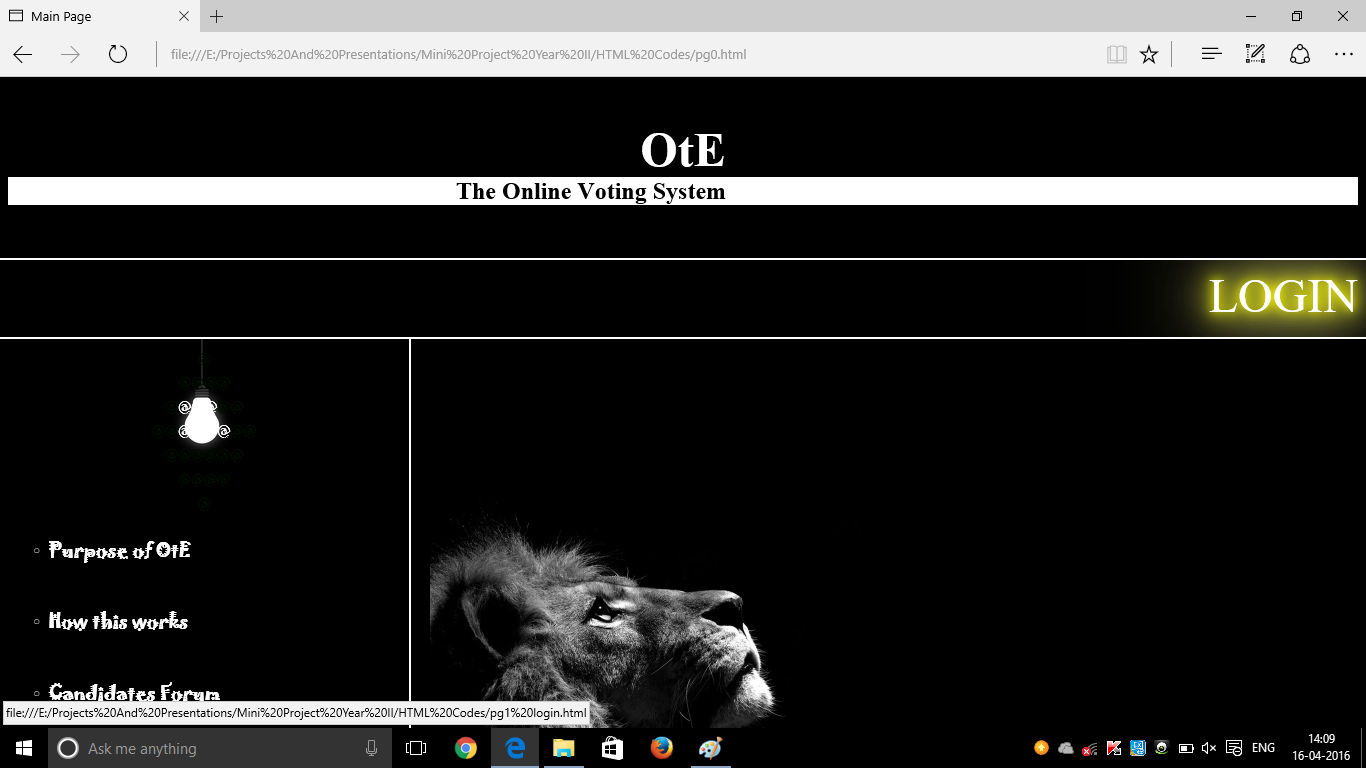 Main Page
file:///E:/Projects%20And%20Presentations/Mini%20Project%20Year%20II/HTML%20Codes/pg0.html
OtE
The Online Voting System
LOGIN
Purpose of OtE
How this works
Candidates Forum
file:///E:/Projects%20And%20Presentations/Mini%20Project%20Year%20II/HTML%20Codes/pg1%20login.html
Ask me anything
ENG
14:09
16-04-2016